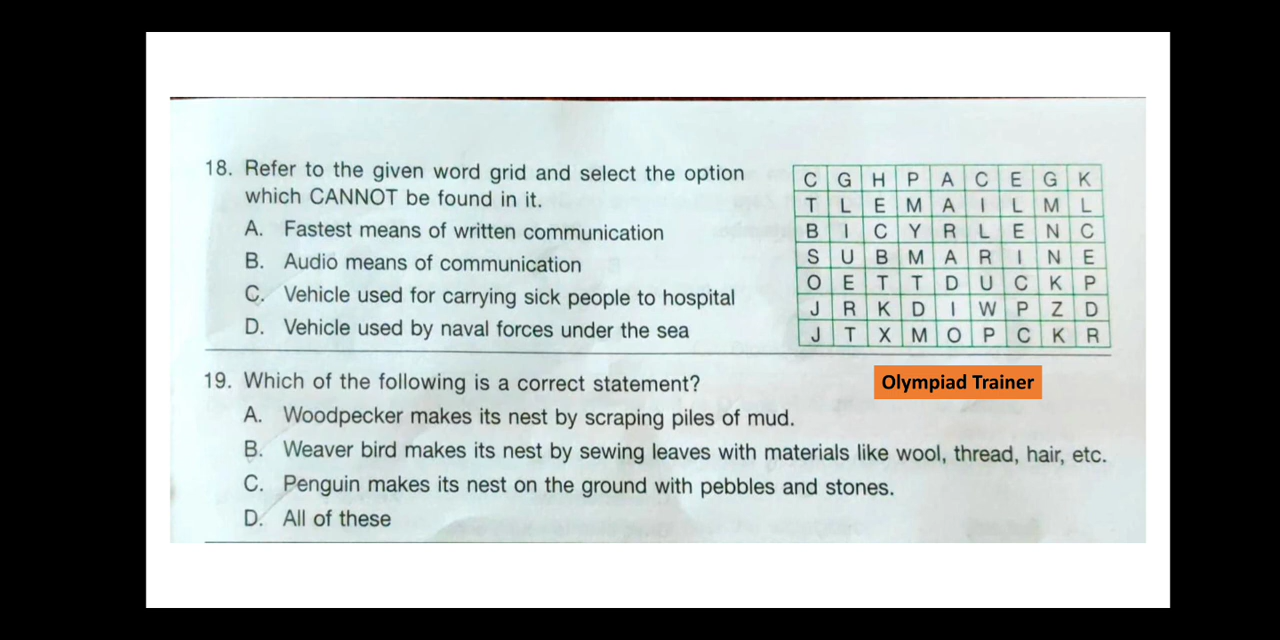 18. Refer to the given word grid and select the option
which CANNOT be found in it.
A. Fastest means of written communication
B. Audio means of communication
C. Vehicle used for carrying sick people to hospital
D. Vehicle used by naval forces under the sea
C G H P A C E G K
T L E M A I L M L
B I C Y R L E N C
S U B M A R I N E
O E T T D U C K P
J R K D I W P Z D
J T X M O P C K R
19. Which of the following is a correct statement?
Olympiad Trainer
A. Woodpecker makes its nest by scraping piles of mud.
B. Weaver bird makes its nest by sewing leaves with materials like wool, thread, hair, etc.
C. Penguin makes its nest on the ground with pebbles and stones.
D. All of these